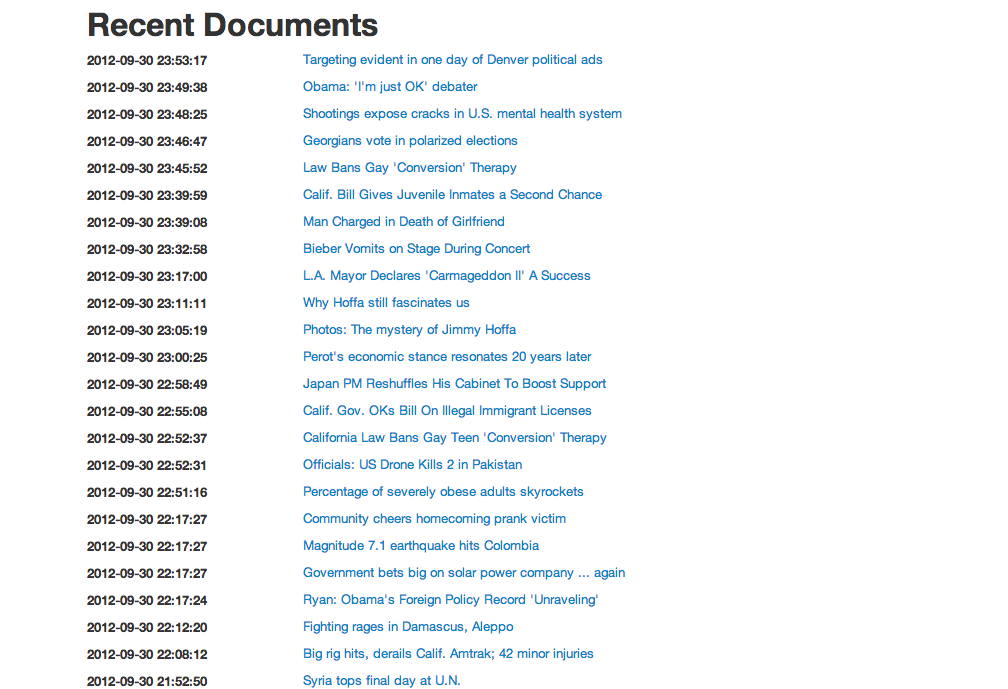 Recent Documents
2012-09-30 23:53:17 Targeting evident in one day of Denver political ads
2012-09-30 23:49:38 Obama: 'I'm just OK' debater
2012-09-30 23:48:25 Shootings expose cracks in U.S. mental health system
2012-09-30 23:46:47 Georgians vote in polarized elections
2012-09-30 23:45:52 Law Bans Gay 'Conversion' Therapy
2012-09-30 23:39:59 Calif. Bill Gives Juvenile Inmates a Second Chance
2012-09-30 23:39:08 Man Charged in Death of Girlfriend
2012-09-30 23:32:58 Bieber Vomits on Stage During Concert
2012-09-30 23:17:00 L.A. Mayor Declares 'Carmageddon II' A Success
2012-09-30 23:11:11 Why Hoffa still fascinates us
2012-09-30 23:05:19 Photos: The mystery of Jimmy Hoffa
2012-09-30 23:00:25 Perot's economic stance resonates 20 years later
2012-09-30 22:58:49 Japan PM Reshuffles His Cabinet To Boost Support
2012-09-30 22:55:08 Calif. Gov. OKs Bill On Illegal Immigrant Licenses
2012-09-30 22:52:37 California Law Bans Gay Teen 'Conversion' Therapy
2012-09-30 22:52:31 Officials: US Drone Kills 2 in Pakistan
2012-09-30 22:51:16 Percentage of severely obese adults skyrockets
2012-09-30 22:17:27 Community cheers homecoming prank victim
2012-09-30 22:17:27 Magnitude 7.1 earthquake hits Colombia
2012-09-30 22:17:27 Government bets big on solar power company ... again
2012-09-30 22:17:24 Ryan: Obama's Foreign Policy Record 'Unraveling'
2012-09-30 22:12:20 Fighting rages in Damascus, Aleppo
2012-09-30 22:08:12 Big rig hits, derails Calif. Amtrak; 42 minor injuries
2012-09-30 21:52:50 Syria tops final day at U.N.